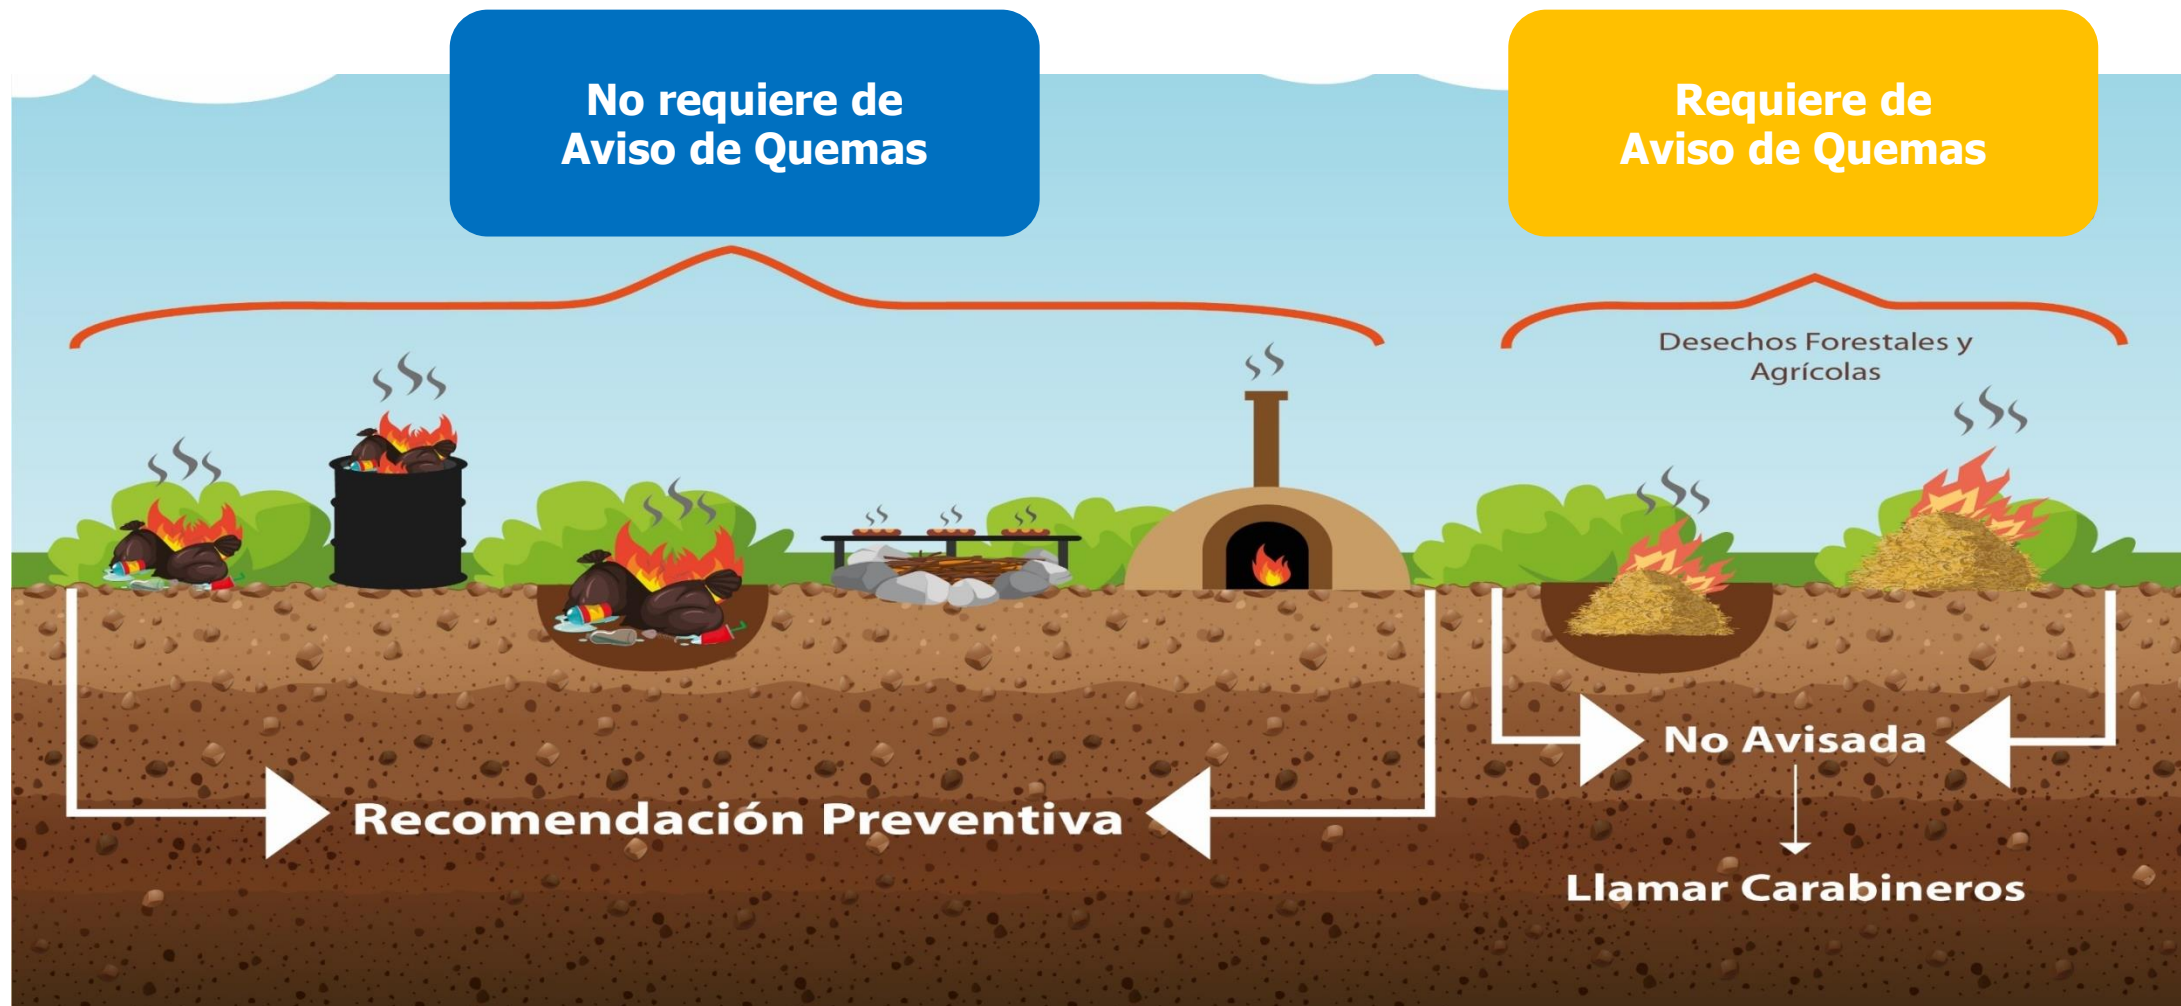 No requiere de
Aviso de Quemas
Requiere de
Aviso de Quemas
Desechos Forestales y
Agrícolas
No Avisada
Recomendación Preventiva
Llamar Carabineros